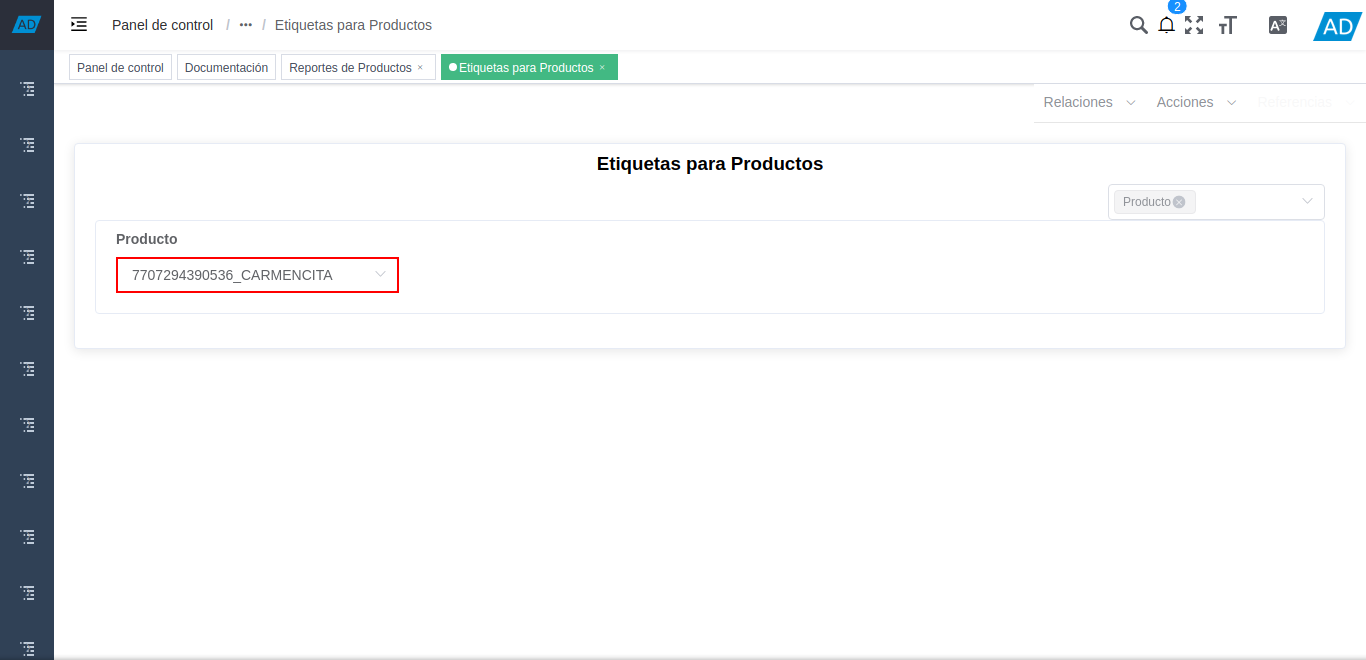 AD
Panel de control / ••• / Etiquetas para Productos
2
AD
Panel de control
Documentación
Reportes de Productos ×
Etiquetas para Productos ×
Relaciones
Acciones
Referencias
Etiquetas para Productos
Producto
Producto
7707294390536_CARMENCITA